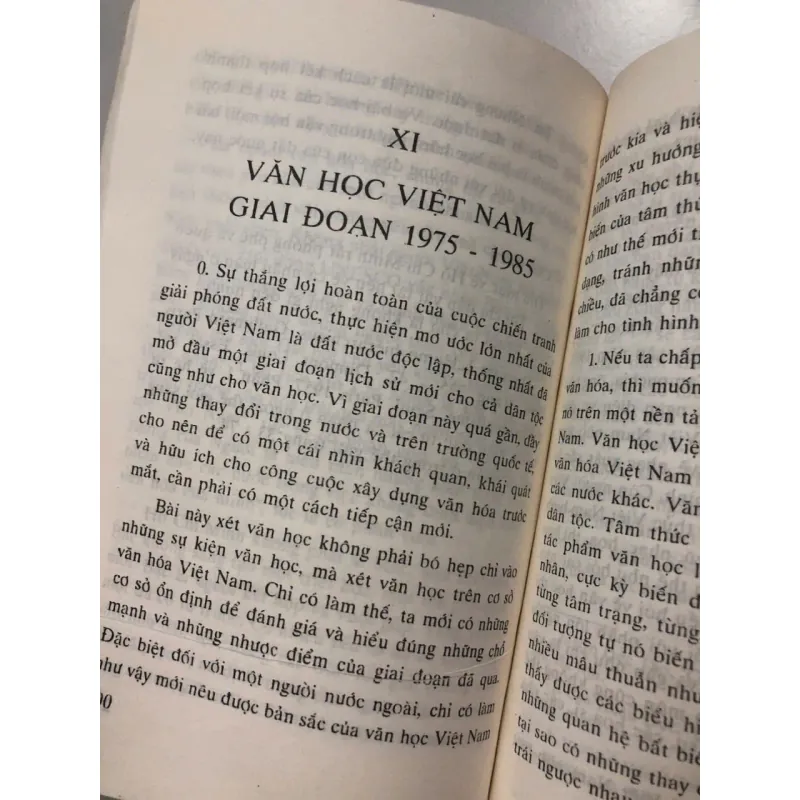 XI
VĂN HỌC VIỆT NAM
GIAI ĐOAN 1975 - 1985
0. Sự thắng lợi hoàn toàn của cuộc chiến tranh
giải phóng đất nước, thực hiện mơ ước lớn nhất của
người Việt Nam là đất nước độc lập, thống nhất đã
mở đầu một giai đoạn lịch sử mới cho cả dân tộc
cũng như cho văn học. Vì giai đoạn này quá gần, đầy
những thay đổi trong nước và trên trường quốc tế,
cho nên để có một cái nhìn khách quan, khái quát
và hữu ich cho công cuộc xây dựng văn hóa trước
mắt, cần phải có một cách tiếp cận mới.
Bài này xét văn học không phải bó hẹp chỉ vào
những sự kiện văn học, mà xét văn học trên cơ sở
văn hóa Việt Nam. Chỉ có làm thế, ta mới có những
cơ sở ổn định để đánh giá và hiểu đúng những chỗ
mạnh và những nhược điểm của giai đoạn đã qua.
Đặc biệt đối với một người nước ngoài, chỉ có làm
như vậy mới nêu được bản sắc của văn học Việt Nam
00
trước kia và hiệ
những xu hướng
hình văn học thự
biến của tâm thứ
có như thế mới t
dạng, tránh nhữn
chiều, dã chẳng c
làm cho tình hình
1. Nếu ta chấp
văn hóa, thì muốn
nó trên một nền tả
Nam. Văn học Việ
văn hóa Việt Nam
các nước khác. Văn
dân tộc. Tâm thức
tác phẩm văn học l
nhân, cực kỳ biến đ
từng tâm trạng, từng
đối tượng tự nó biến
nhiều mâu thuẫn như
thấy được các biểu hi
những quan hệ bất biế
tại sao có những thay đ
trái ngược nhau